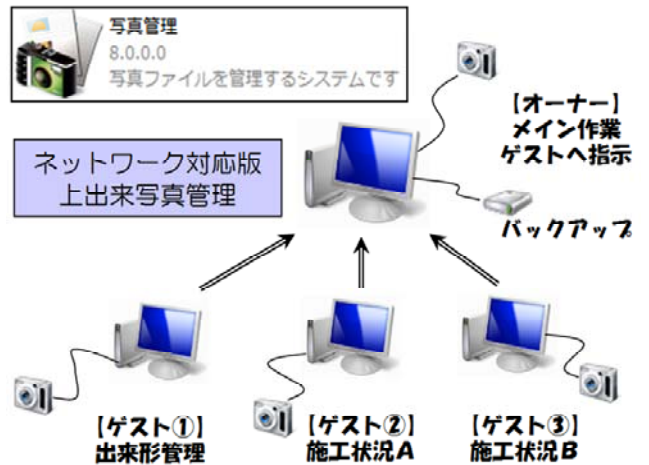 写真管理
8.0.0.0
写真ファイルを管理するシステムです
【オーナー】
メイン作業
ゲストへ指示
ネットワーク対応版
上出来写真管理
バックアップ
【ゲスト①】
出来形管理
【ゲスト②】
施工状況A
【ゲスト③】
施工状況B